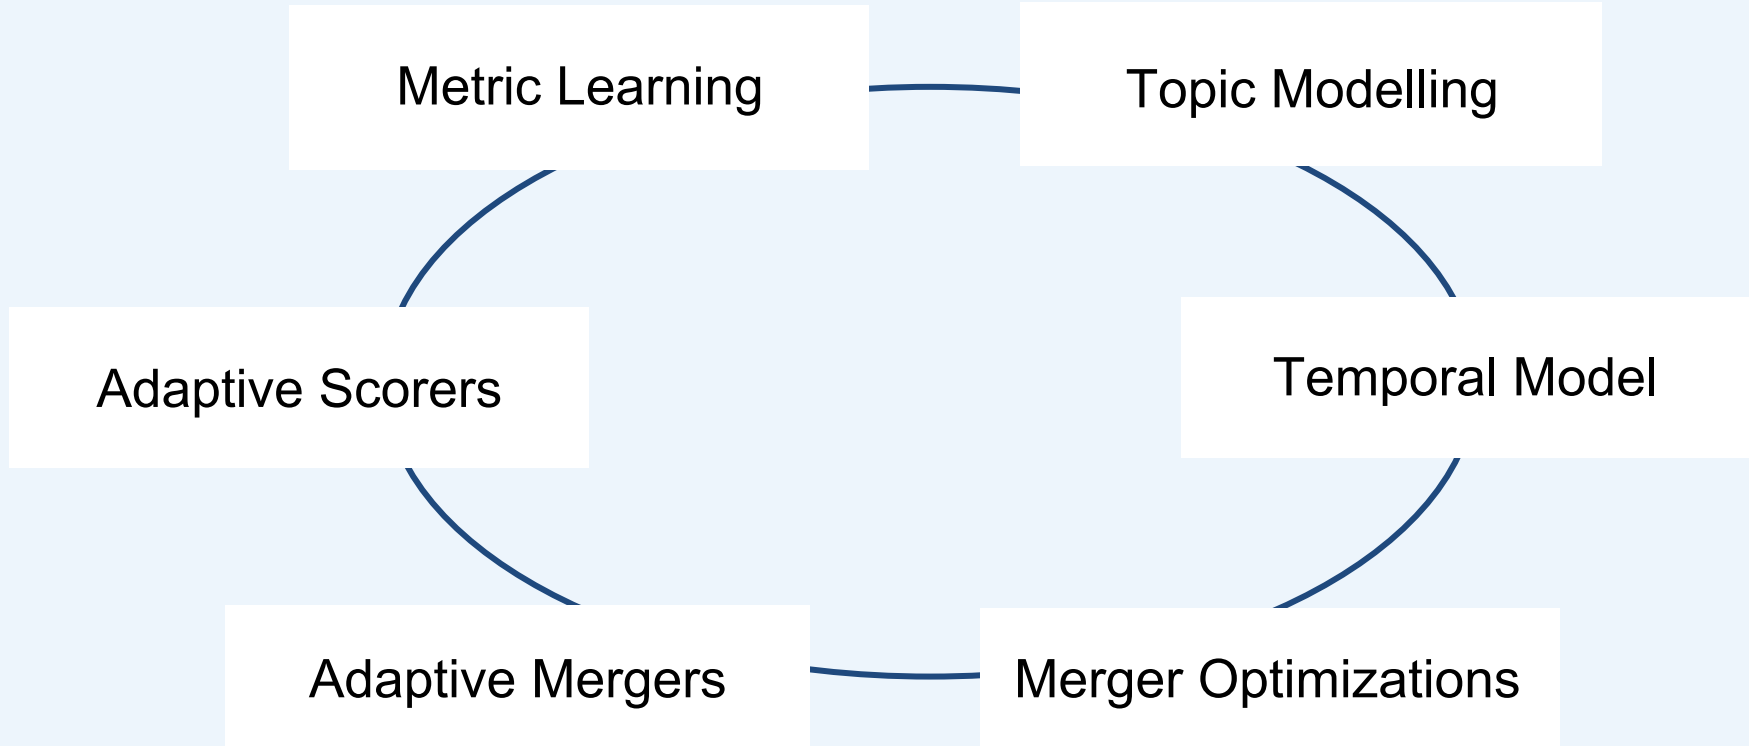 Metric Learning
Topic Modelling
Adaptive Scorers
Temporal Model
Adaptive Mergers
Merger Optimizations